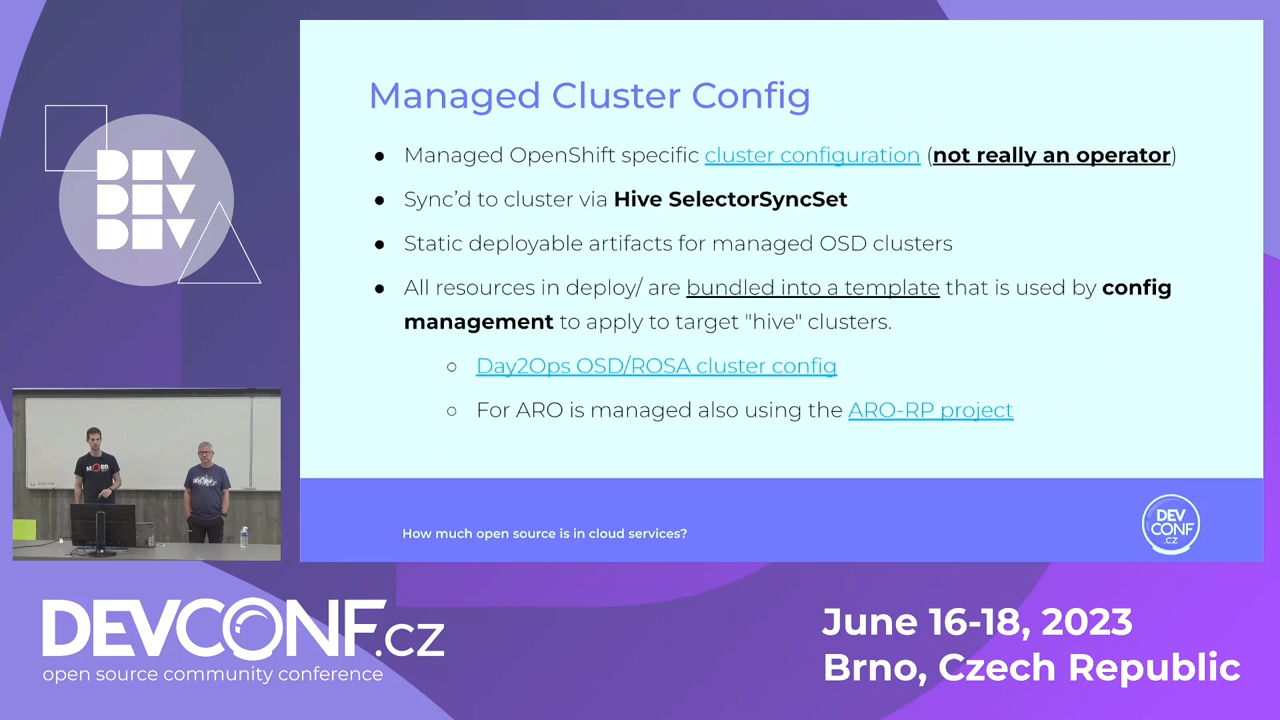 DEV
DEV
DEV
Managed Cluster Config
● Managed OpenShift specific cluster configuration (not really an operator)
● Sync’d to cluster via Hive SelectorSyncSet
● Static deployable artifacts for managed OSD clusters
● All resources in deploy/ are bundled into a template that is used by config
management to apply to target "hive" clusters.
○ Day2Ops OSD/ROSA cluster config
○ For ARO is managed also using the ARO-RP project
How much open source is in cloud services?
DEV
CONF
.CZ
DEVCONF.CZ
open source community conference
June 16-18, 2023
Brno, Czech Republic